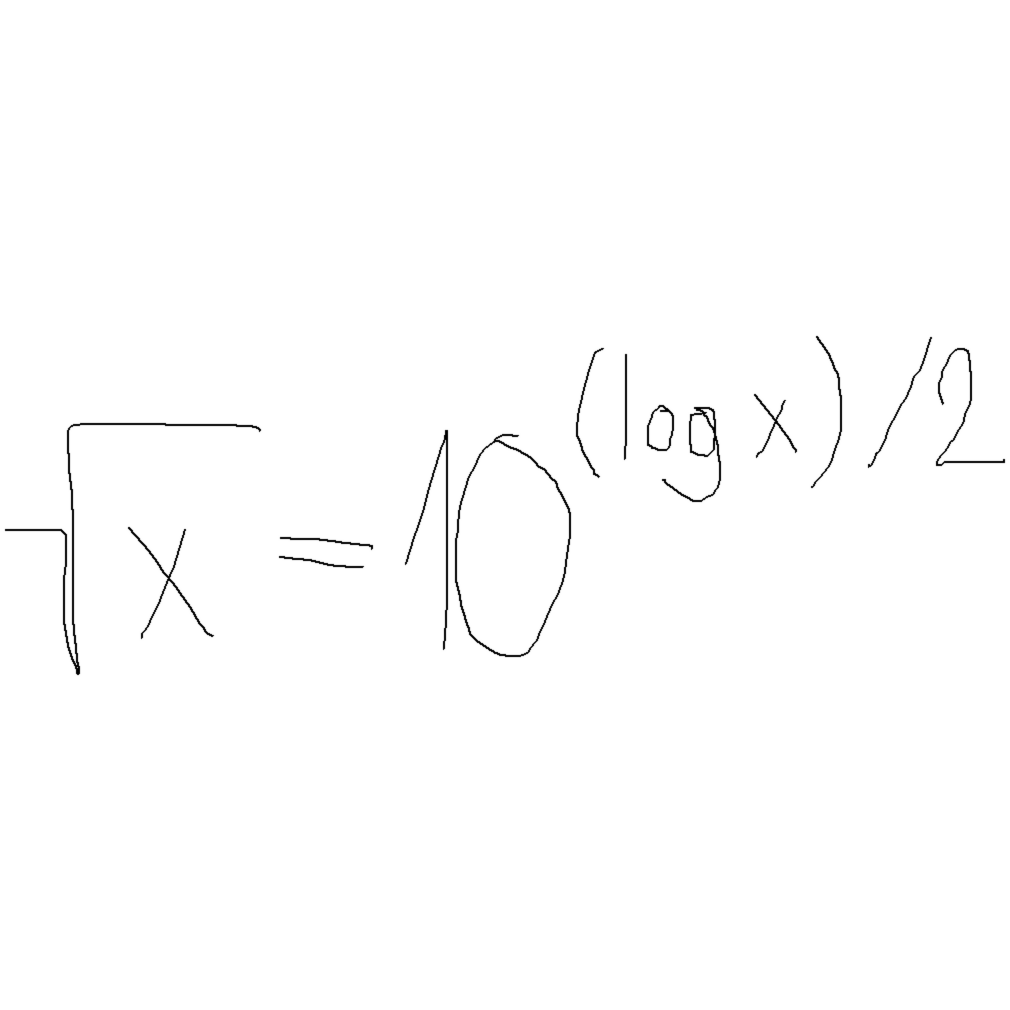 √x = 10^((log x)/2)